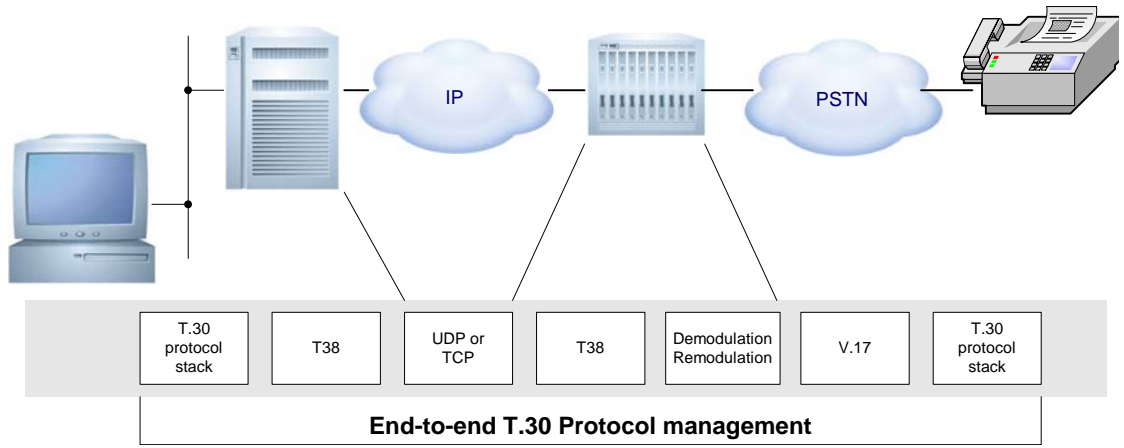 IP
PSTN
T.30
protocol
stack
T38
UDP or
TCP
T38
Demodulation
Remodulation
V.17
T.30
protocol
stack
End-to-end T.30 Protocol management